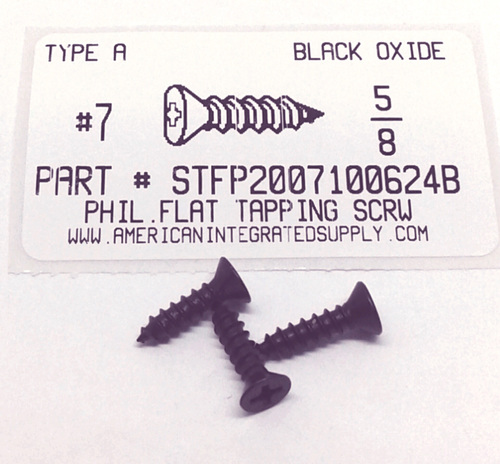 TYPE A BLACK OXIDE
#7 5/8
PART # STFP2007100624B
PHIL.FLAT TAPPING SCRW
WWW.AMERICANINTEGRATEDSUPPLY.COM